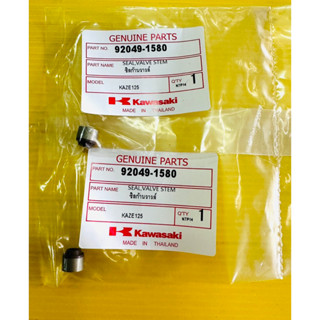 GENUINE PARTS
PART NO. 92049-1580
PART NAME SEAL,VALVE STEM
ซีลก้านวาล์ว
MODEL KAZE125 Q'TY 1
Kawasaki
MADE IN THAILAND
GENUINE PARTS
PART NO. 92049-1580
PART NAME SEAL,VALVE STEM
ซีลก้านวาล์ว
MODEL KAZE125 Q'TY 1
Kawasaki
MADE IN THAILAND